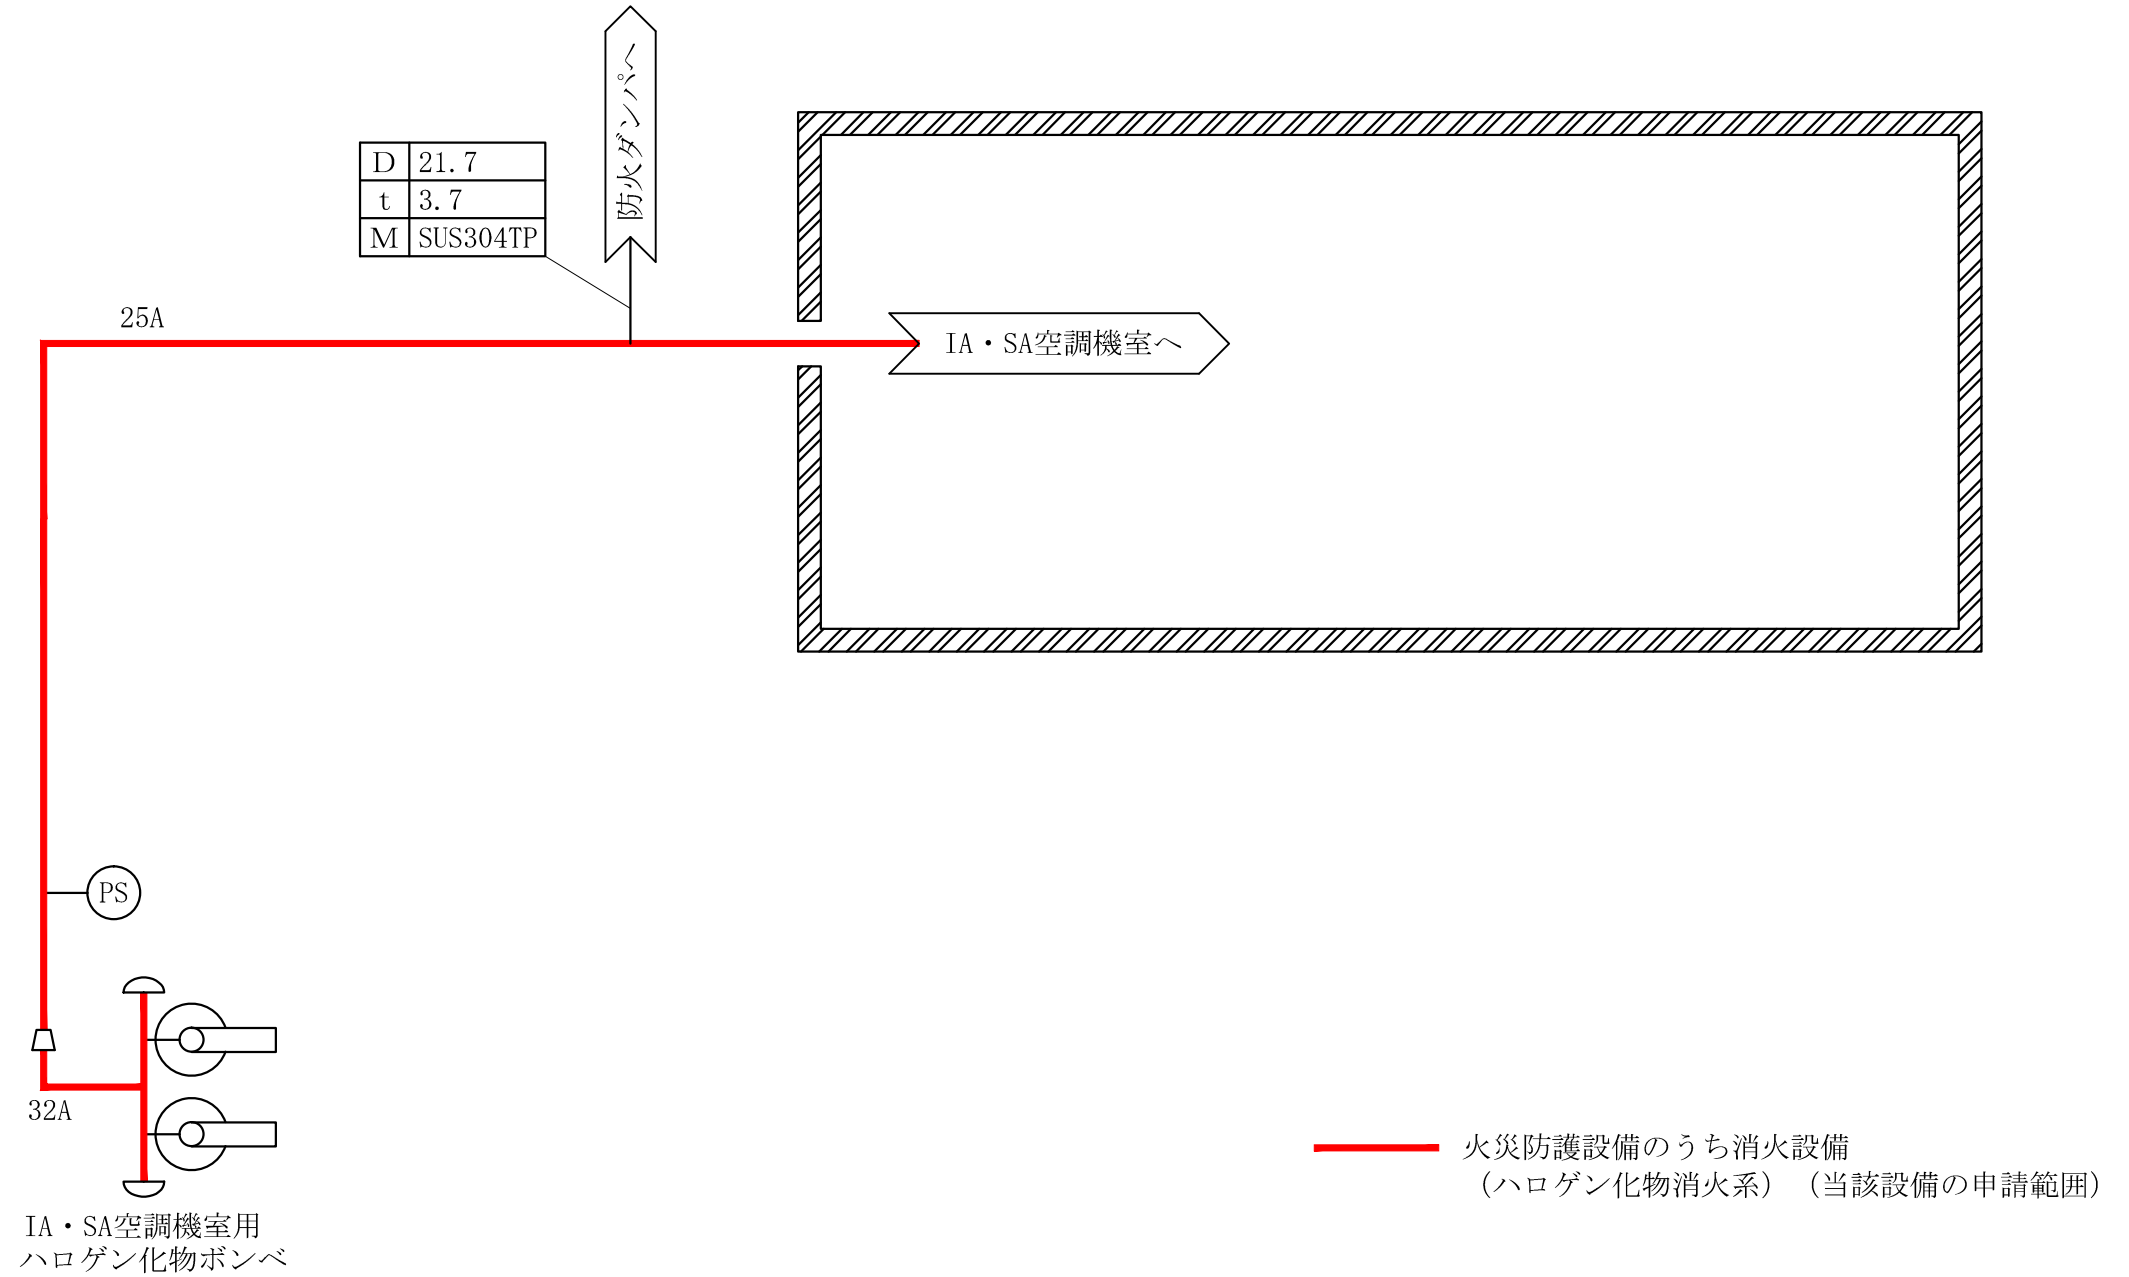 防火ダンパへ
D 21.7
t 3.7
M SUS304TP
25A
IA・SA空調機室へ
PS
32A
IA・SA空調機室用
ハロゲン化物ボンベ
火災防護設備のうち消火設備
（ハロゲン化物消火系）（当該設備の申請範囲）